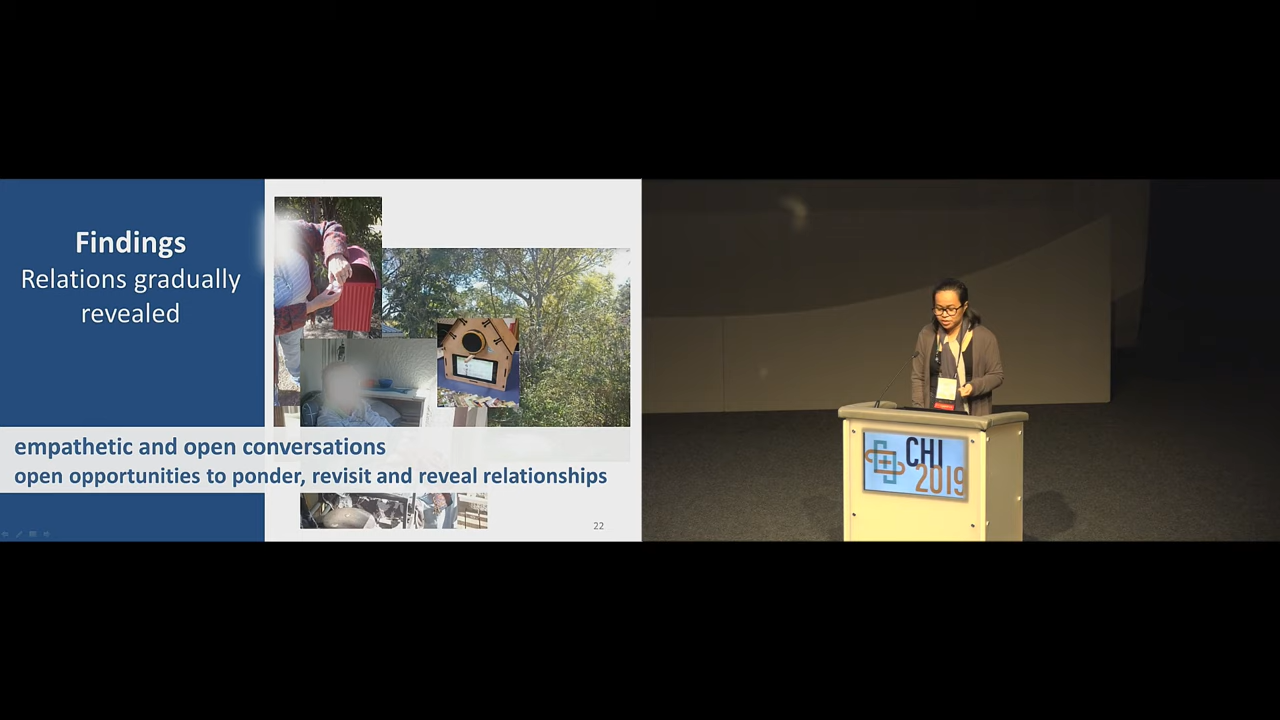 Findings
Relations gradually
revealed
empathetic and open conversations
open opportunities to ponder, revisit and reveal relationships
22
CHI
2019